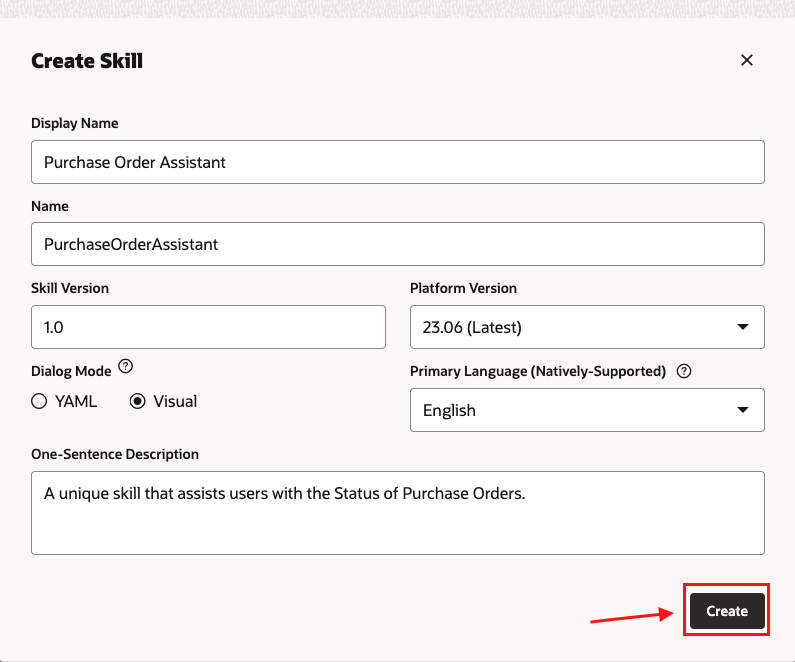 Create Skill
Display Name
Purchase Order Assistant
Name
PurchaseOrderAssistant
Skill Version
Platform Version
1.0
23.06 (Latest)
Dialog Mode ?
Primary Language (Natively-Supported) ?
YAML
Visual
English
One-Sentence Description
A unique skill that assists users with the Status of Purchase Orders.
Create